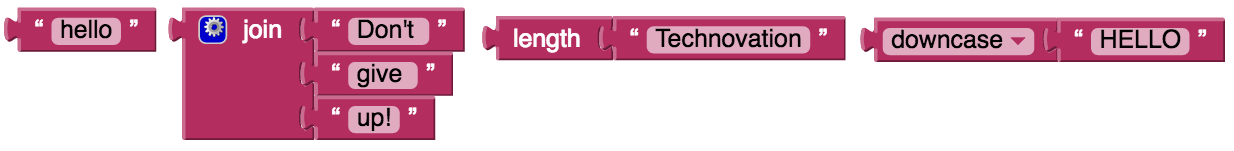 “ hello ”
join “ Don't ”
“ give ”
“ up! ”
length “ Technovation ”
downcase “ HELLO ”